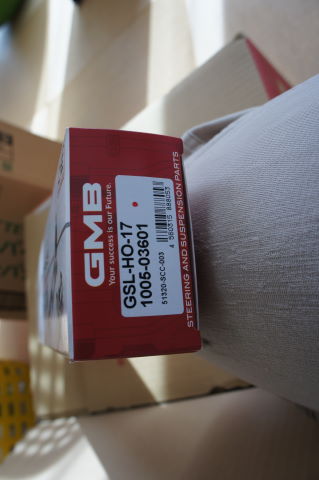 GMB
Your success is our Future.
GSL-HO-17
1005-03601
51320-SCC-003
STEERING AND SUSPENSION PARTS